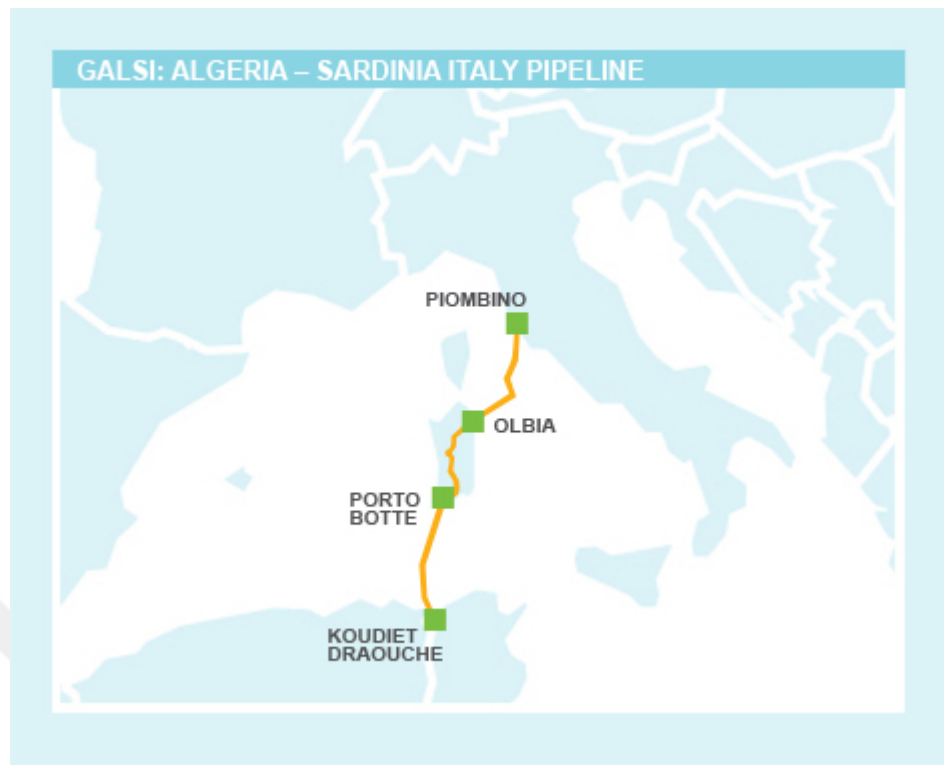 GALSI: ALGERIA – SARDINIA ITALY PIPELINE
PIOMBINO
OLBIA
PORTO
BOTTE
KOUDIET
DRAOUCHE